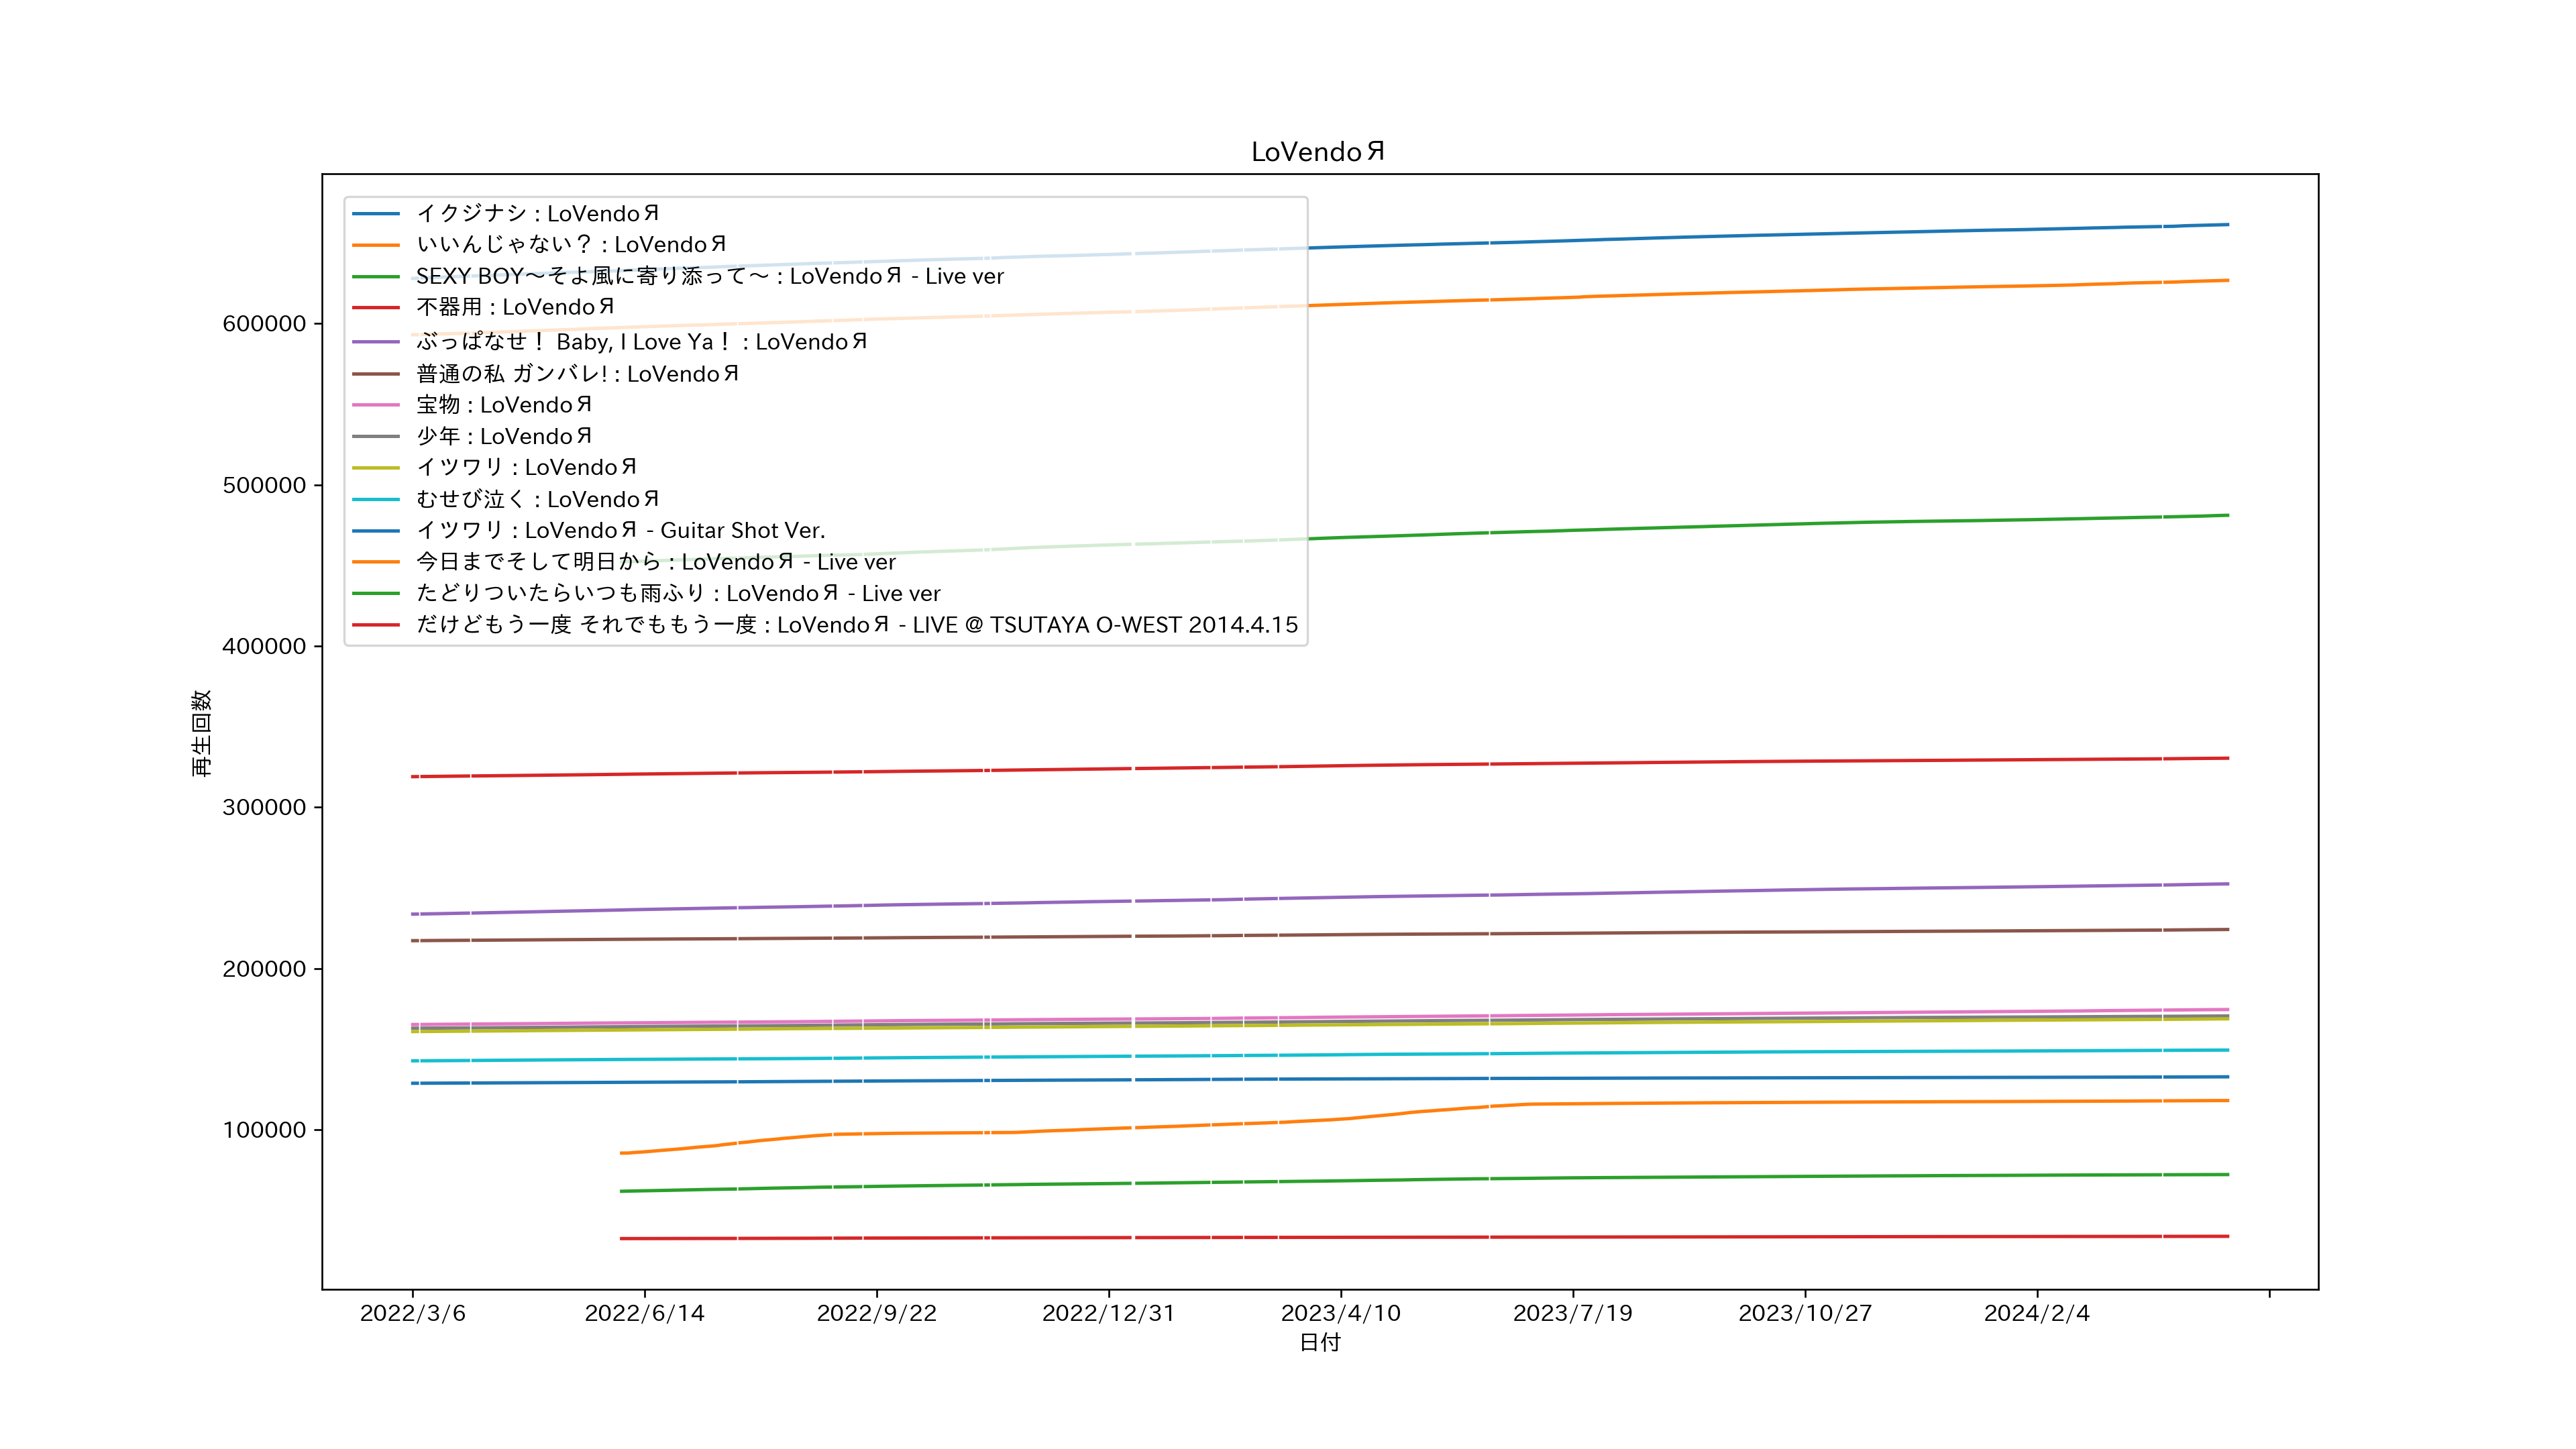 LoVendoЯ
イクジナシ : LoVendoЯ
いいんじゃない？ : LoVendoЯ
SEXY BOY～そよ風に寄り添って～ : LoVendoЯ - Live ver
不器用 : LoVendoЯ
ぶっぱなせ！ Baby, I Love Ya！ : LoVendoЯ
普通の私 ガンバレ! : LoVendoЯ
宝物 : LoVendoЯ
少年 : LoVendoЯ
イツワリ : LoVendoЯ
むせび泣く : LoVendoЯ
イツワリ : LoVendoЯ - Guitar Shot Ver.
今日までそして明日から : LoVendoЯ - Live ver
たどりついたらいつも雨ふり : LoVendoЯ - Live ver
だけどもう一度 それでももう一度 : LoVendoЯ - LIVE @ TSUTAYA O-WEST 2014.4.15
600000
500000
400000
300000
200000
100000
再生回数
2022/3/6 2022/6/14 2022/9/22 2022/12/31 2023/4/10 2023/7/19 2023/10/27 2024/2/4
日付